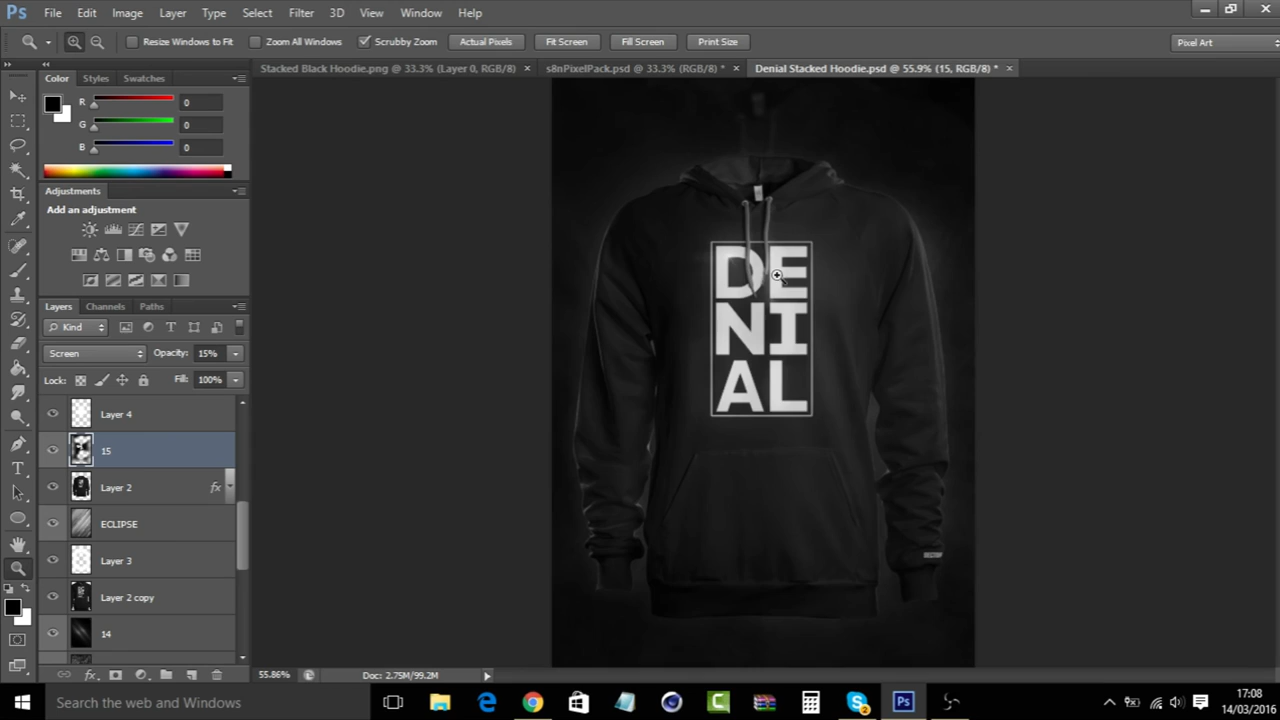 Ps File Edit Image Layer Type Select Filter 3D View Window Help
Resize Windows to Fit Zoom All Windows Scrubby Zoom Actual Pixels Fit Screen Fill Screen Print Size Pixel Art
Stacked Black Hoodie.png @ 33.3% (Layer 0, RGB/8) × s8nPixelPack.psd @ 33.3% (RGB/8) * × Denial Stacked Hoodie.psd @ 55.9% (15, RGB/8) * ×
Color Styles Swatches
R 0
G 0
B 0
Adjustments
Add an adjustment
Layers Channels Paths
Kind
Screen Opacity: 15%
Lock: Fill: 100%
Layer 4
15
Layer 2 fx
ECLIPSE
Layer 3
Layer 2 copy
14
DE
NI
AL
55.86% Doc: 2.75M/99.2M
Search the web and Windows
2
Ps
17:08
14/03/2016